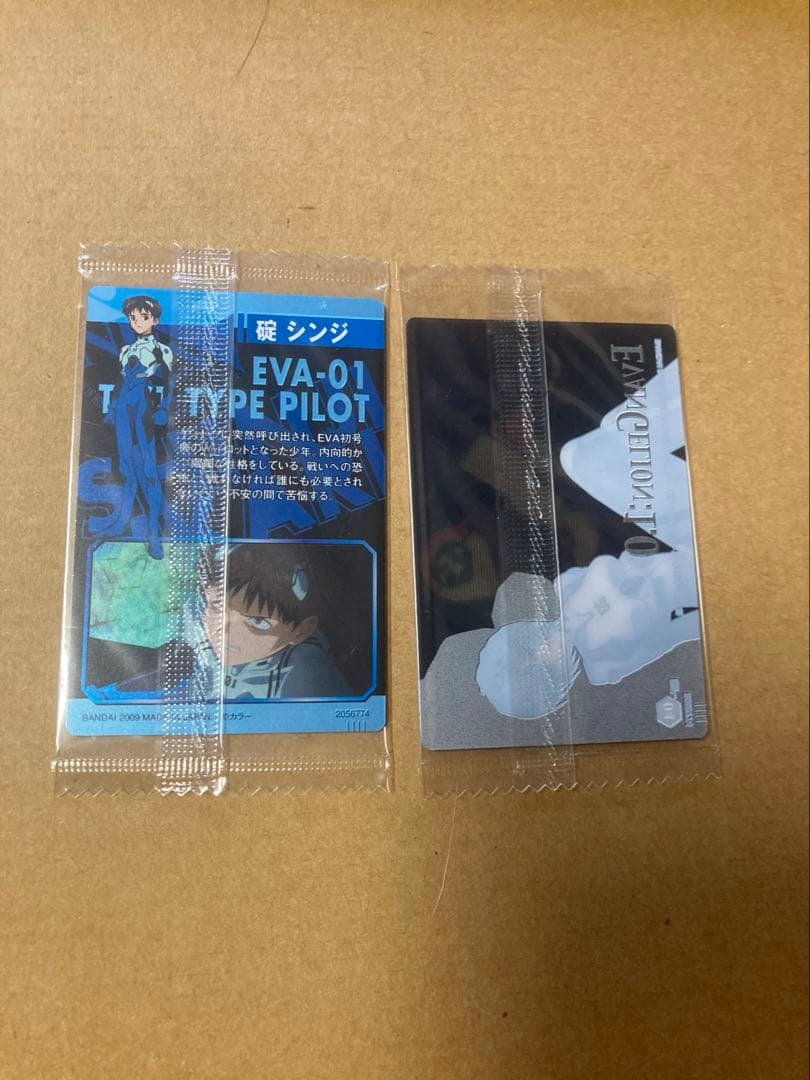 碇 シンジ
EVA-01
TYPE PILOT
突然呼び出され、EVA初号
ロットとなった少年。内向的か
性格をしている。戦いへの恐
なければ誰にも必要とされ
不安の間で苦悩する。
BANDAI 2009 MADE IN JAPAN ©カラー
2056774
EVANGELION:1.0